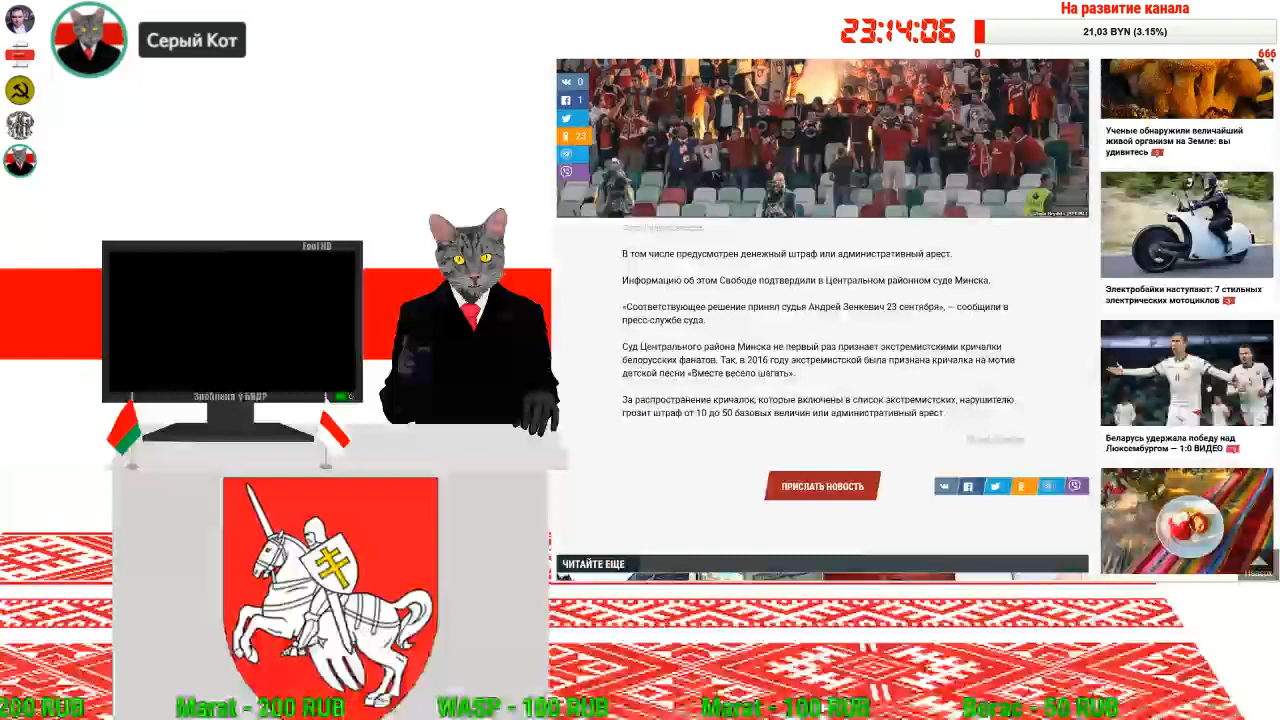 Серый Кот
23:14:06
На развитие канала
21,03 BYN (3.15%)
0
666
0
1
23
В том числе предусмотрен денежный штраф или административный арест.
Информацию об этом Свободе подтвердили в Центральном районном суде Минска.
«Соответствующее решение принял судья Андрей Зенкевич 23 сентября», — сообщили в
пресс-службе суда.
Суд Центрального района Минска не первый раз признает экстремистскими кричалки
белорусских фанатов. Так, в 2016 году экстремистской была признана кричалка на мотив
детской песни «Вместе весело шагать».
За распространение кричалок, которые включены в список экстремистских, нарушителю
грозит штраф от 10 до 50 базовых величин или административный арест.
ПРИСЛАТЬ НОВОСТЬ
ЧИТАЙТЕ ЕЩЕ
Ученые обнаружили величайший
живой организм на Земле: вы
удивитесь
Электробайки наступают: 7 стильных
электрических мотоциклов
Беларусь удержала победу над
Люксембургом — 1:0 ВИДЕО
Наверх
Fool HD
Зроблена ў БНДР
200 RUB
Marat - 200 RUB
WASP - 100 RUB
Marat - 100 RUB
Borac - 50 RUB